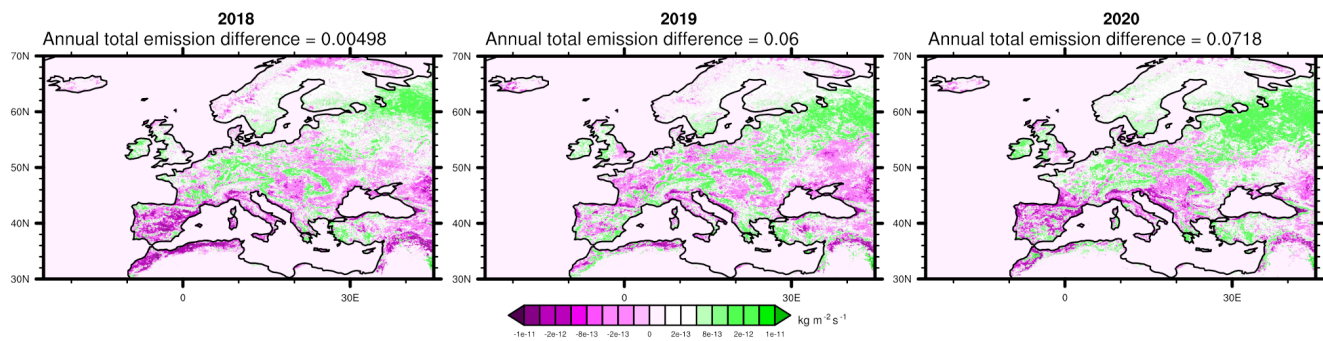 2018
Annual total emission difference = 0.00498
70N
60N
50N
40N
30N
0
30E
2019
Annual total emission difference = 0.06
70N
60N
50N
40N
30N
0
30E
2020
Annual total emission difference = 0.0718
70N
60N
50N
40N
30N
0
30E
-1e-11 -2e-12 -8e-13 -2e-13 0 2e-13 8e-13 2e-12 1e-11
kg m⁻² s⁻¹